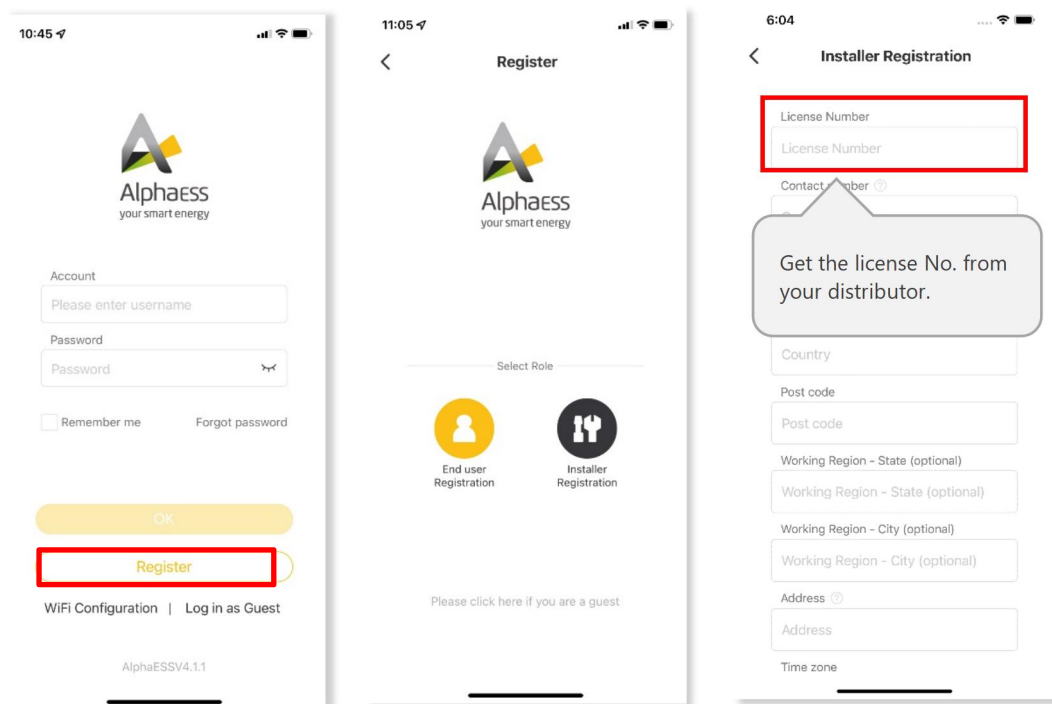 10:45
AlphaESS
your smart energy
Account
Please enter username
Password
Password
Remember me
Forgot password
OK
Register
WiFi Configuration | Log in as Guest
AlphaESSV4.1.1
11:05
Register
AlphaESS
your smart energy
Select Role
End user
Registration
Installer
Registration
Please click here if you are a guest
6:04
Installer Registration
License Number
License Number
Get the license No. from
your distributor.
Country
Post code
Post code
Working Region - State (optional)
Working Region - State (optional)
Working Region - City (optional)
Working Region - City (optional)
Address
Address
Time zone